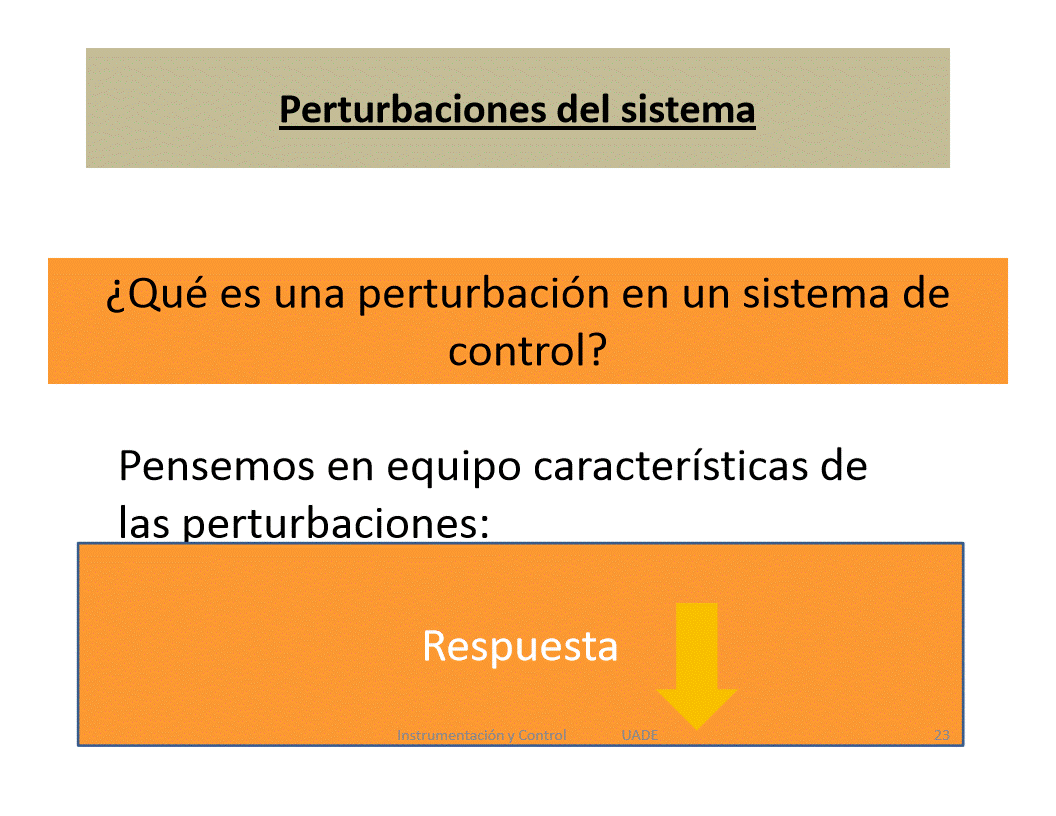 Perturbaciones del sistema
¿Qué es una perturbación en un sistema de
control?
Pensemos en equipo características de
las perturbaciones:
Respuesta
Instrumentación y Control UADE 23